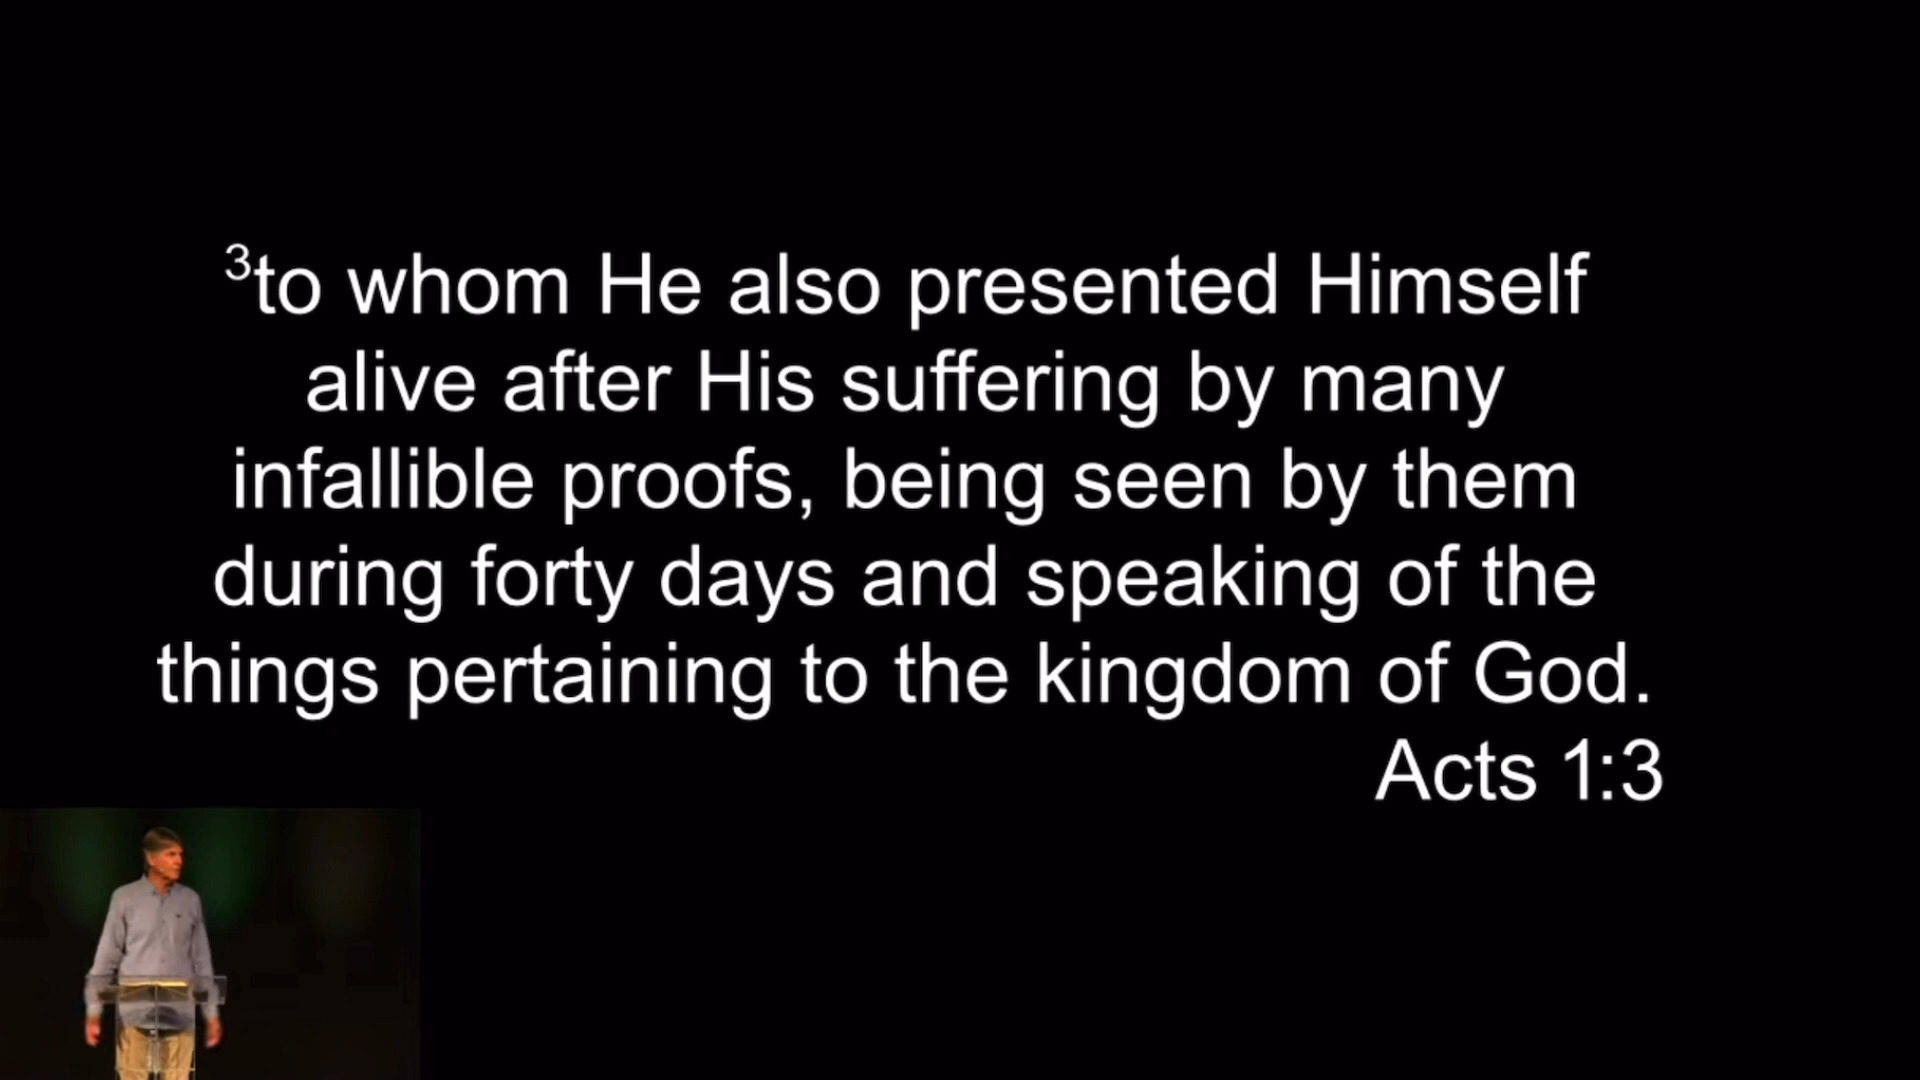 ³to whom He also presented Himself
alive after His suffering by many
infallible proofs, being seen by them
during forty days and speaking of the
things pertaining to the kingdom of God.
Acts 1:3